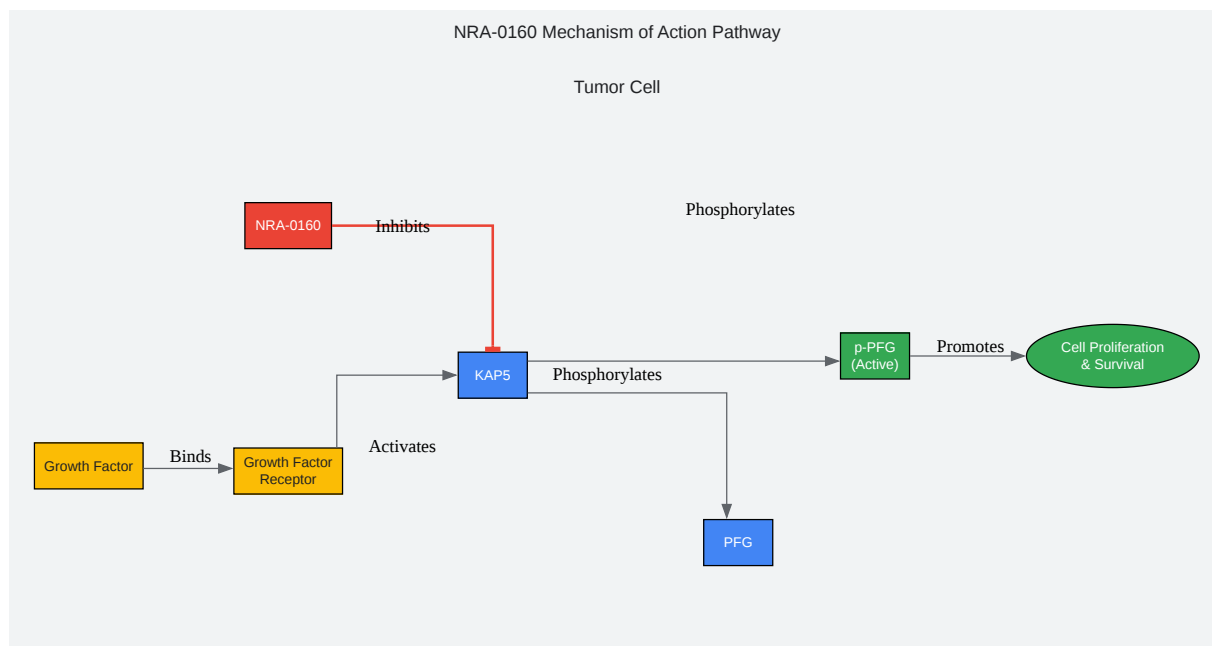 NRA-0160 Mechanism of Action Pathway
Tumor Cell
Phosphorylates
NRA-0160
Inhibits
p-PFG
(Active)
Promotes
Cell Proliferation
& Survival
KAP5
Phosphorylates
Activates
Growth Factor
Binds
Growth Factor
Receptor
PFG